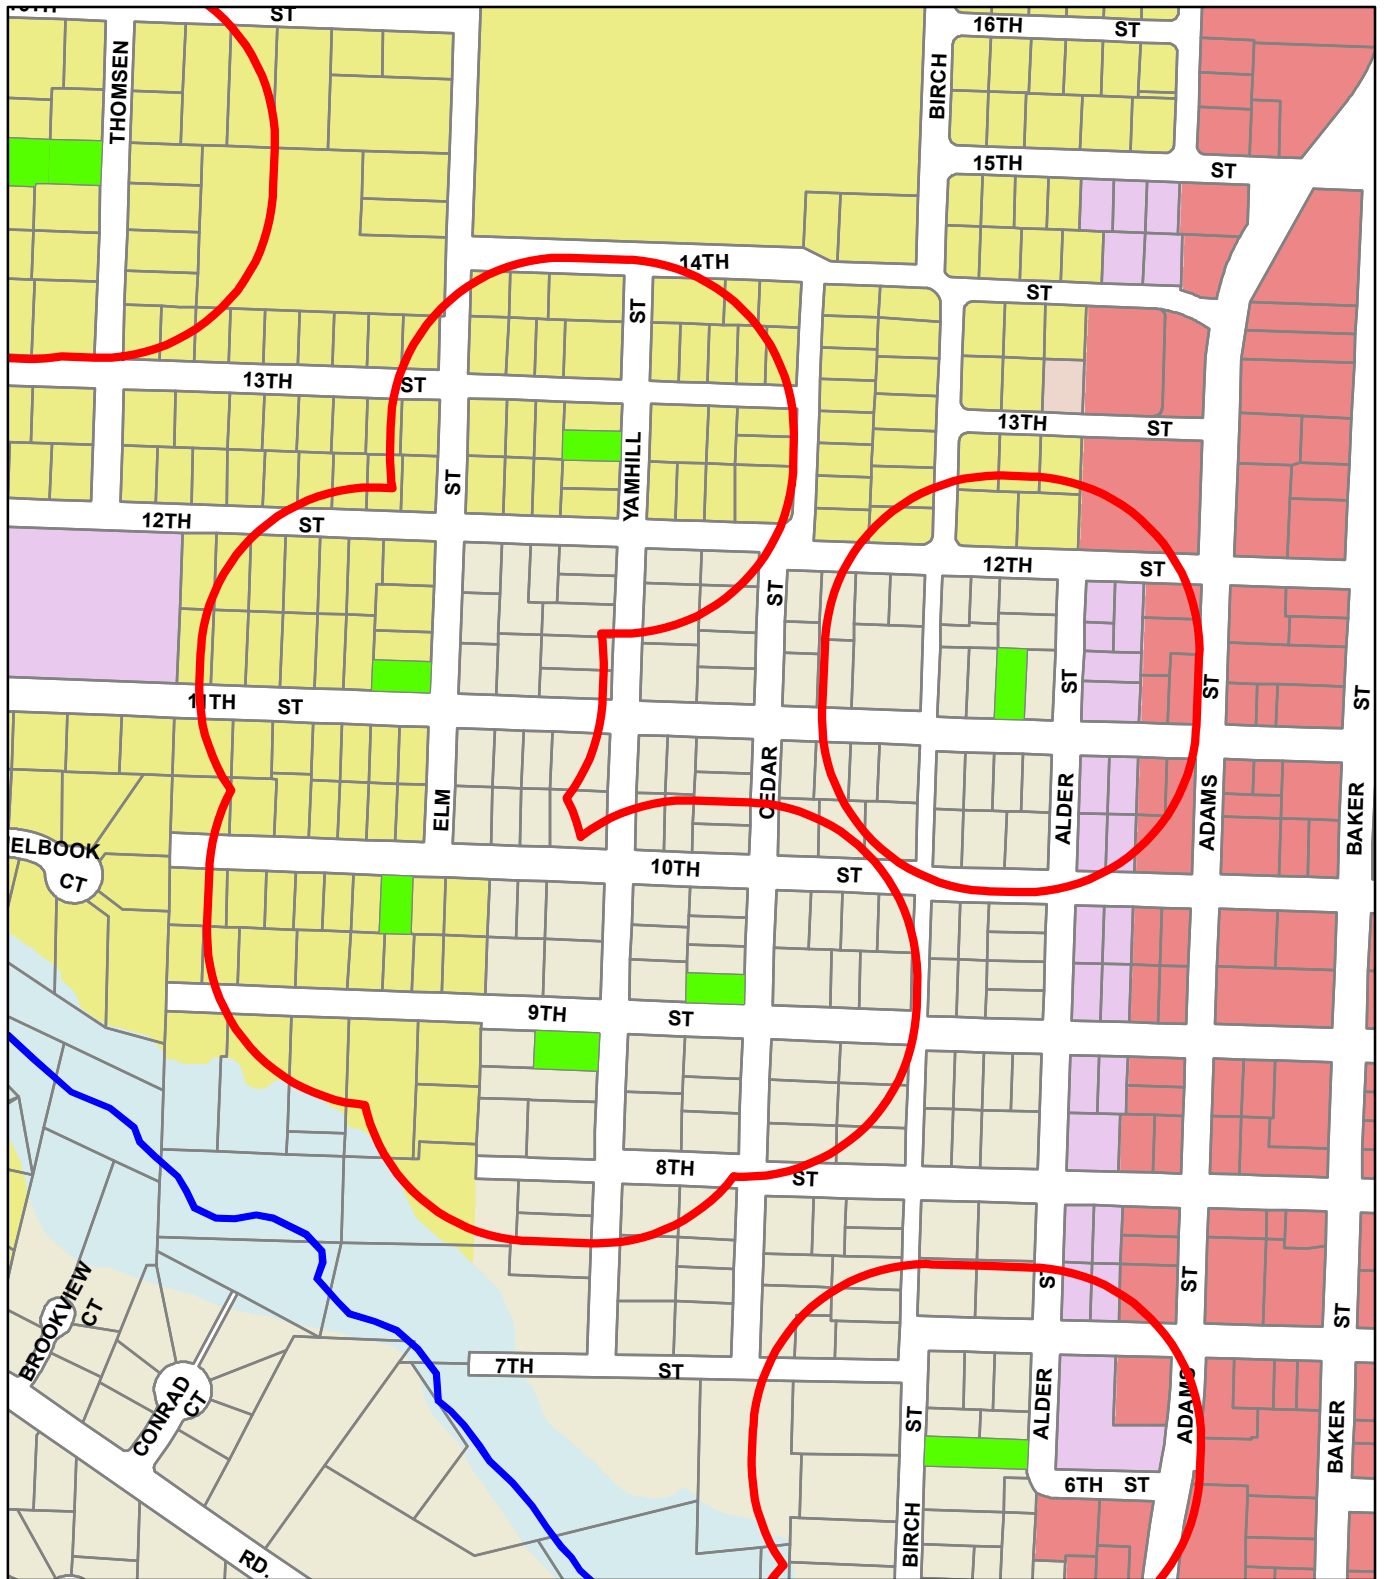 ST
16TH
ST
THOMSEN
BIRCH
15TH
ST
14TH
ST
ST
13TH
ST
13TH
ST
YAMHILL
ST
12TH
ST
12TH
ST
ST
ST
ST
ST
11TH
ST
CEDAR
ELM
ALDER
ADAMS
BAKER
ELBOOK
CT
10TH
ST
9TH
ST
8TH
ST
ST
ST
ST
BROOKVIEW
CT
7TH
ST
CONRAD
CT
ST
ALDER
ADAMS
BAKER
6TH
ST
BIRCH
RD.